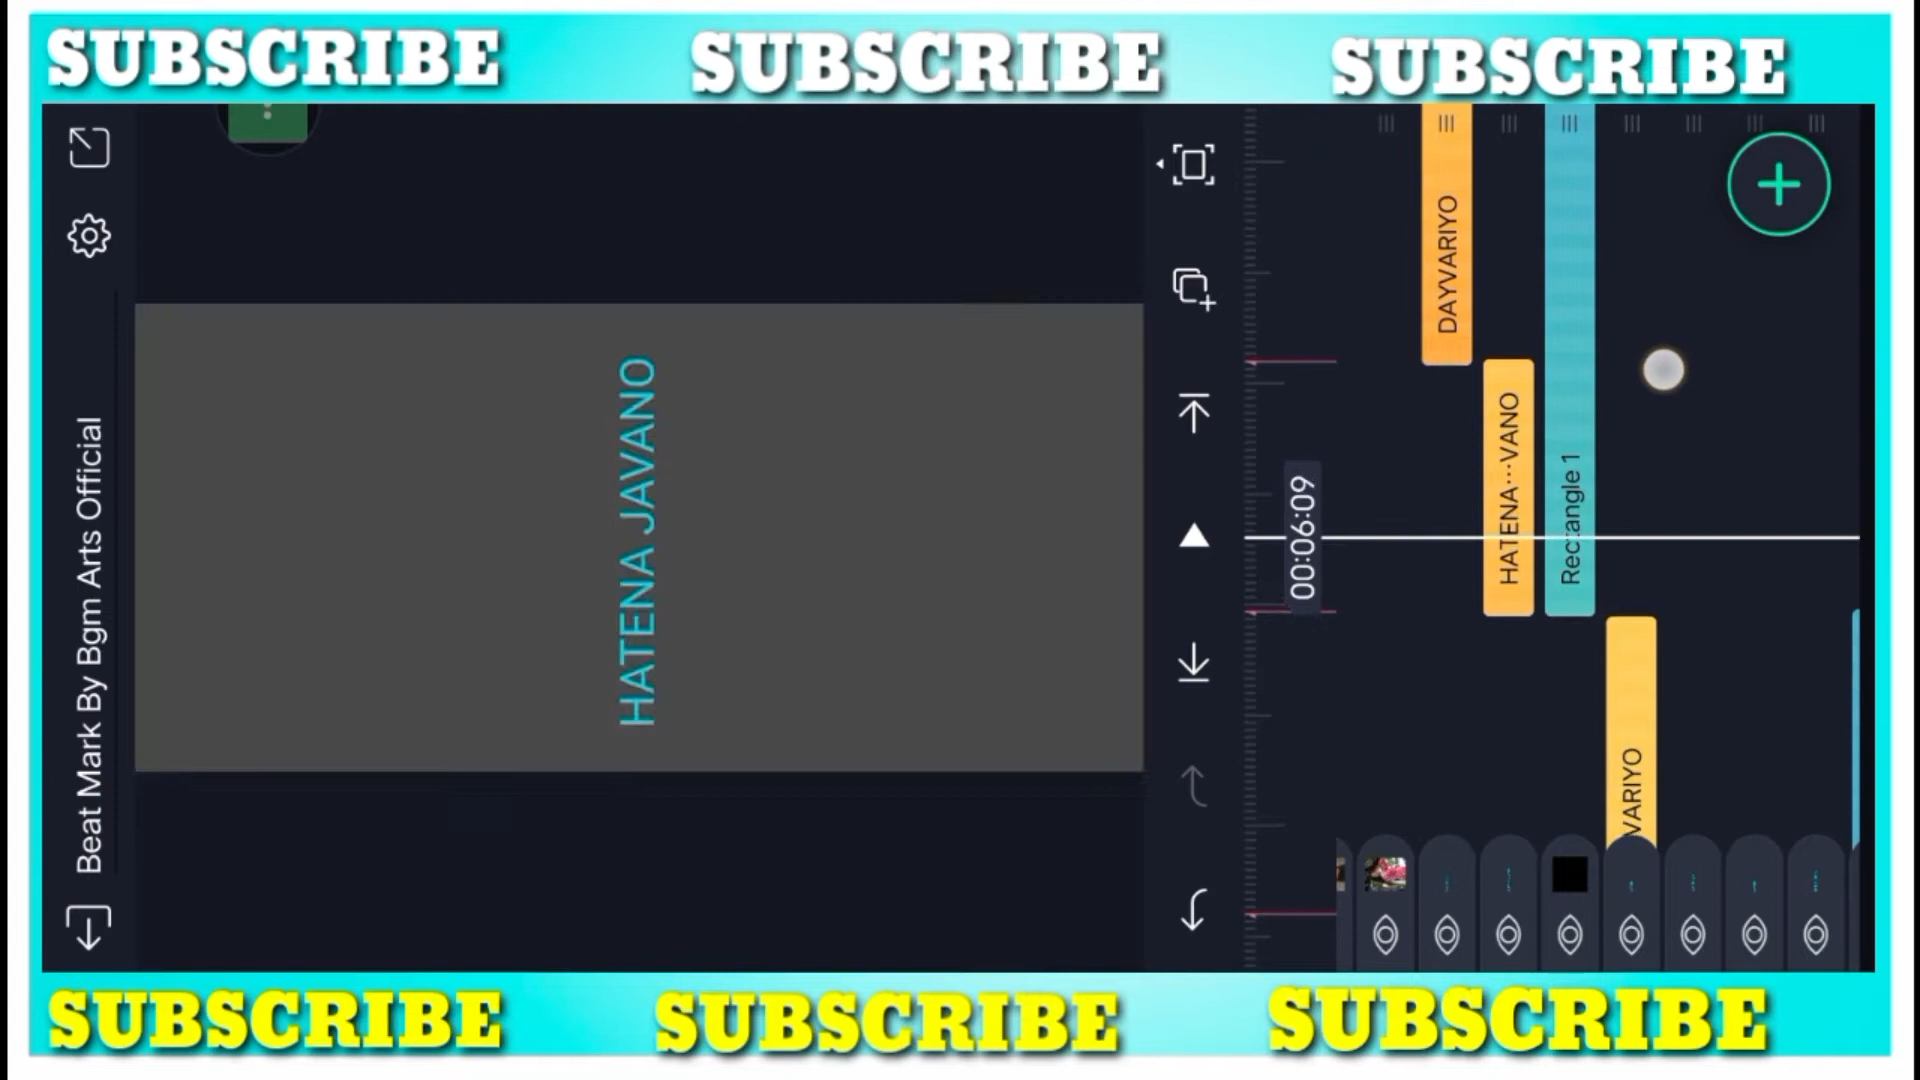 SUBSCRIBE SUBSCRIBE SUBSCRIBE
Beat Mark By Bgm Arts Official
HATENA JAVANO
00:06:09
DAYVARIYO
HATENA···VANO
Rectangle 1
VARIYO
SUBSCRIBE SUBSCRIBE SUBSCRIBE